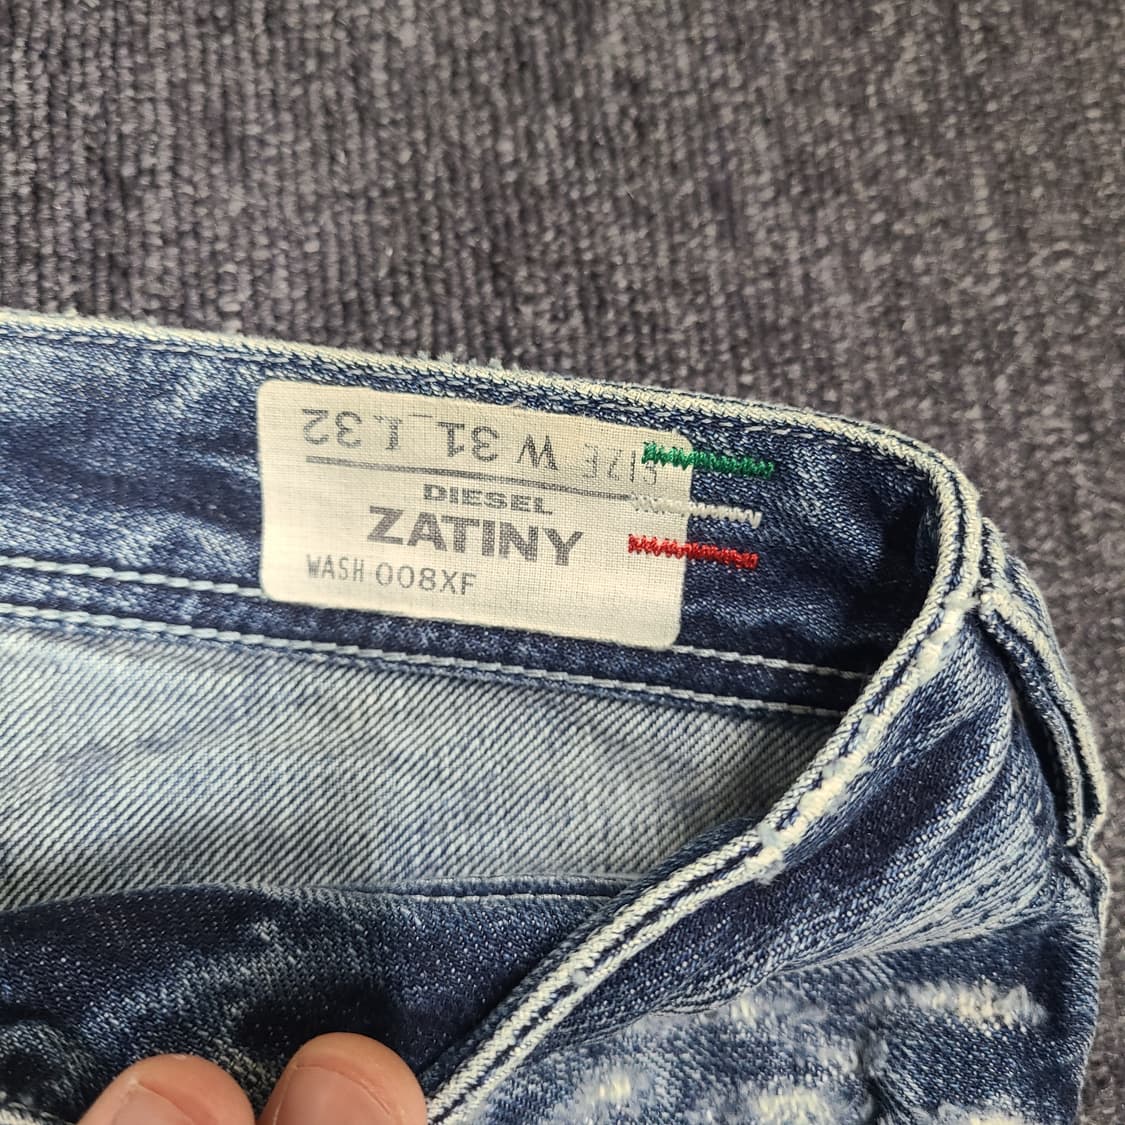 SIZE W 31 L 32
DIESEL
ZATINY
WASH 008XF